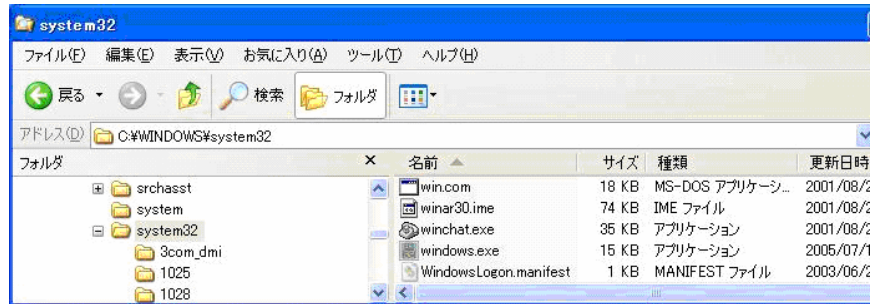 system32
ファイル(F) 編集(E) 表示(V) お気に入り(A) ツール(T) ヘルプ(H)
戻る 検索 フォルダ
アドレス(D) C:¥WINDOWS¥system32
フォルダ × 名前 サイズ 種類 更新日時
srchasst
system
system32
3com_dmi
1025
1028
win.com 18 KB MS-DOS アプリケーシ... 2001/08/2
winar30.ime 74 KB IME ファイル 2001/08/2
winchat.exe 35 KB アプリケーション 2001/08/2
windows.exe 15 KB アプリケーション 2005/07/1
WindowsLogon.manifest 1 KB MANIFEST ファイル 2003/06/2